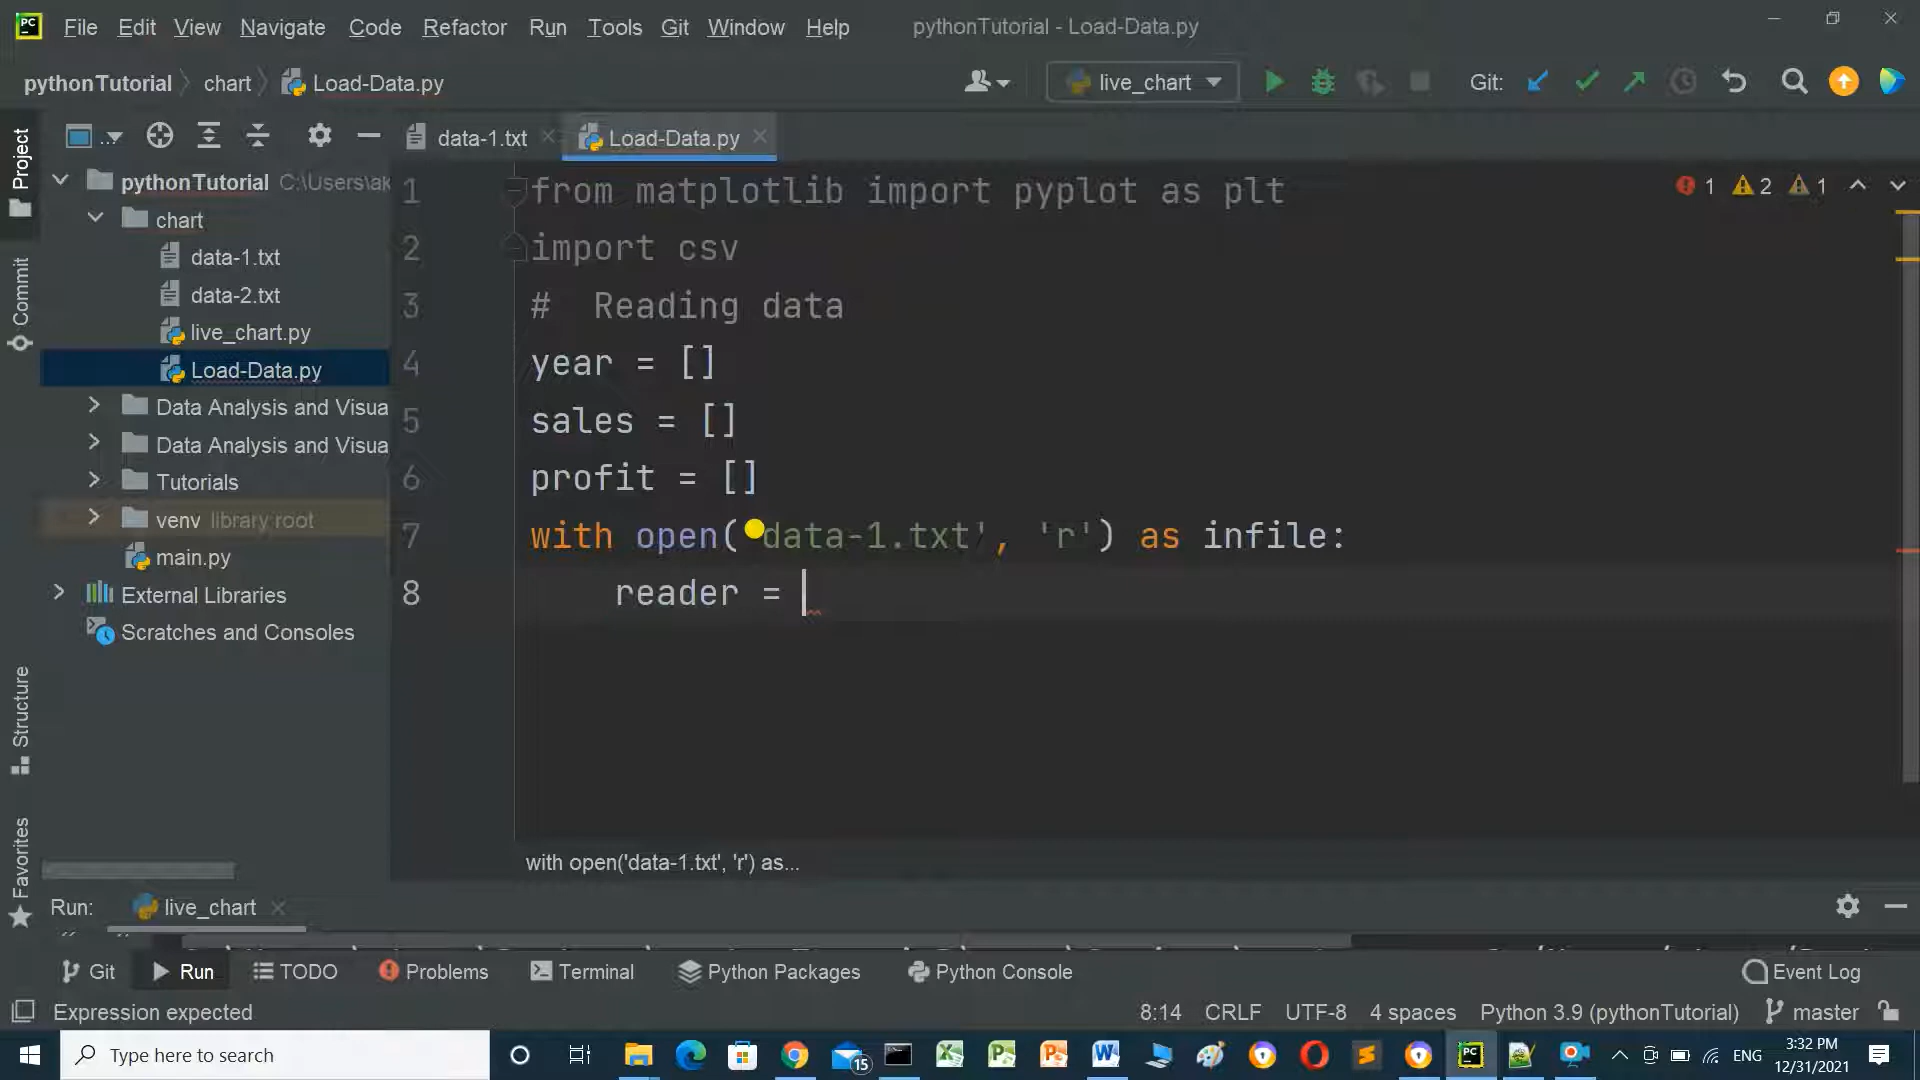 PC File Edit View Navigate Code Refactor Run Tools Git Window Help pythonTutorial - Load-Data.py
pythonTutorial chart Load-Data.py live_chart Git:
... data-1.txt Load-Data.py
Project
Commit
Structure
Favorites
pythonTutorial C:\Users\ak
chart
data-1.txt
data-2.txt
live_chart.py
Load-Data.py
Data Analysis and Visua
Data Analysis and Visua
Tutorials
venv library root
main.py
External Libraries
Scratches and Consoles
1 from matplotlib import pyplot as plt
2 import csv
3 #  Reading data
4 year = []
5 sales = []
6 profit = []
7 with open('data-1.txt', 'r') as infile:
8     reader =
1 2 1
with open('data-1.txt', 'r') as...
Run: live_chart
Git Run TODO Problems Terminal Python Packages Python Console Event Log
Expression expected 8:14 CRLF UTF-8 4 spaces Python 3.9 (pythonTutorial) master
Type here to search 15 PC ENG 3:32 PM
12/31/2021